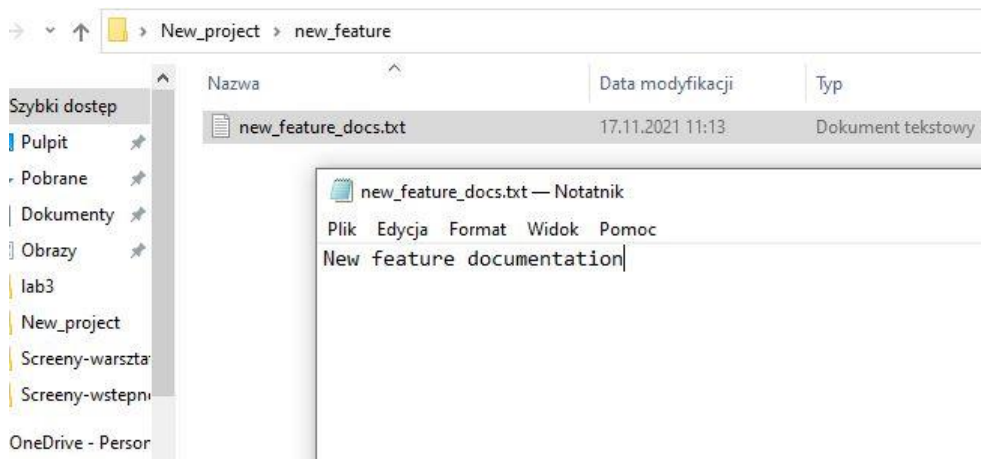 New_project > new_feature
Nazwa Data modyfikacji Typ
Szybki dostęp
new_feature_docs.txt 17.11.2021 11:13 Dokument tekstowy
Pulpit
Pobrane
Dokumenty
Obrazy
lab3
New_project
Screeny-warszta
Screeny-wstepn
OneDrive - Person
new_feature_docs.txt — Notatnik
Plik Edycja Format Widok Pomoc
New feature documentation